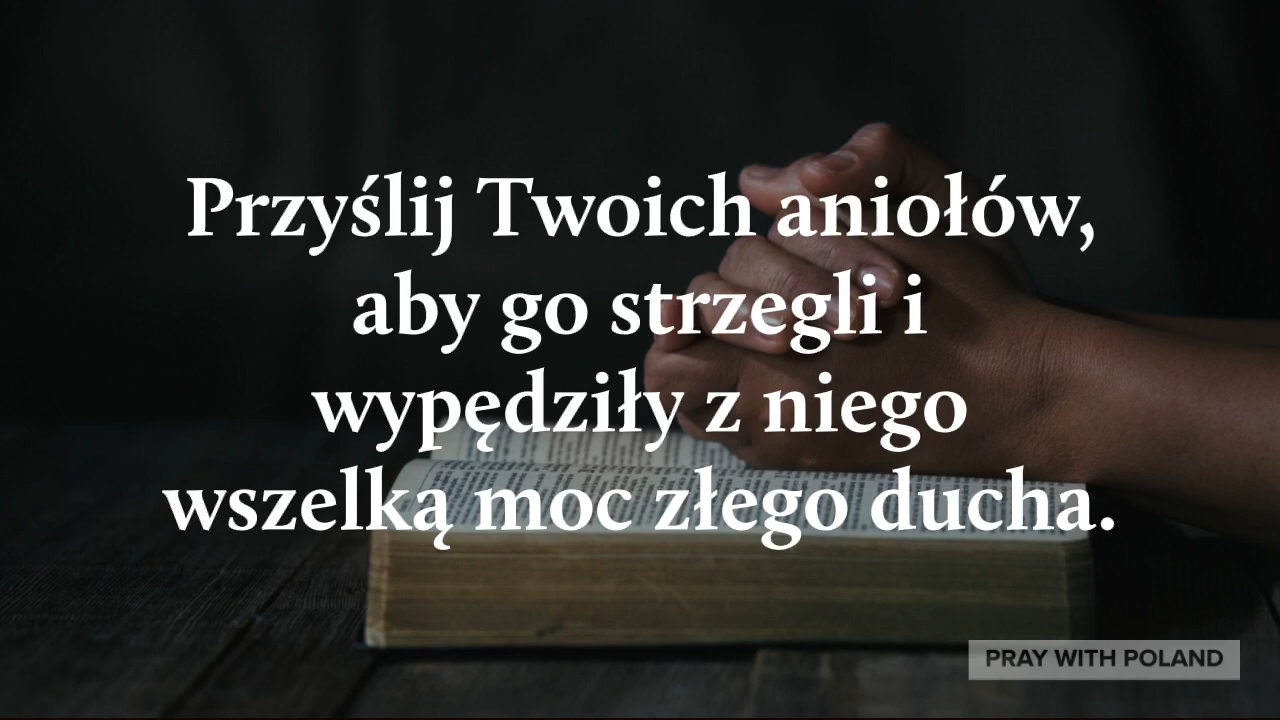 Przyślij Twoich aniołów,
aby go strzegli i
wypędziły z niego
wszelką moc złego ducha.
PRAY WITH POLAND